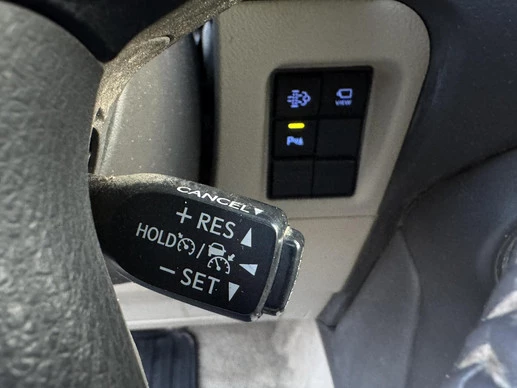 VIEW
P
CANCEL▼
+ RES ▲
HOLD /
− SET ▼